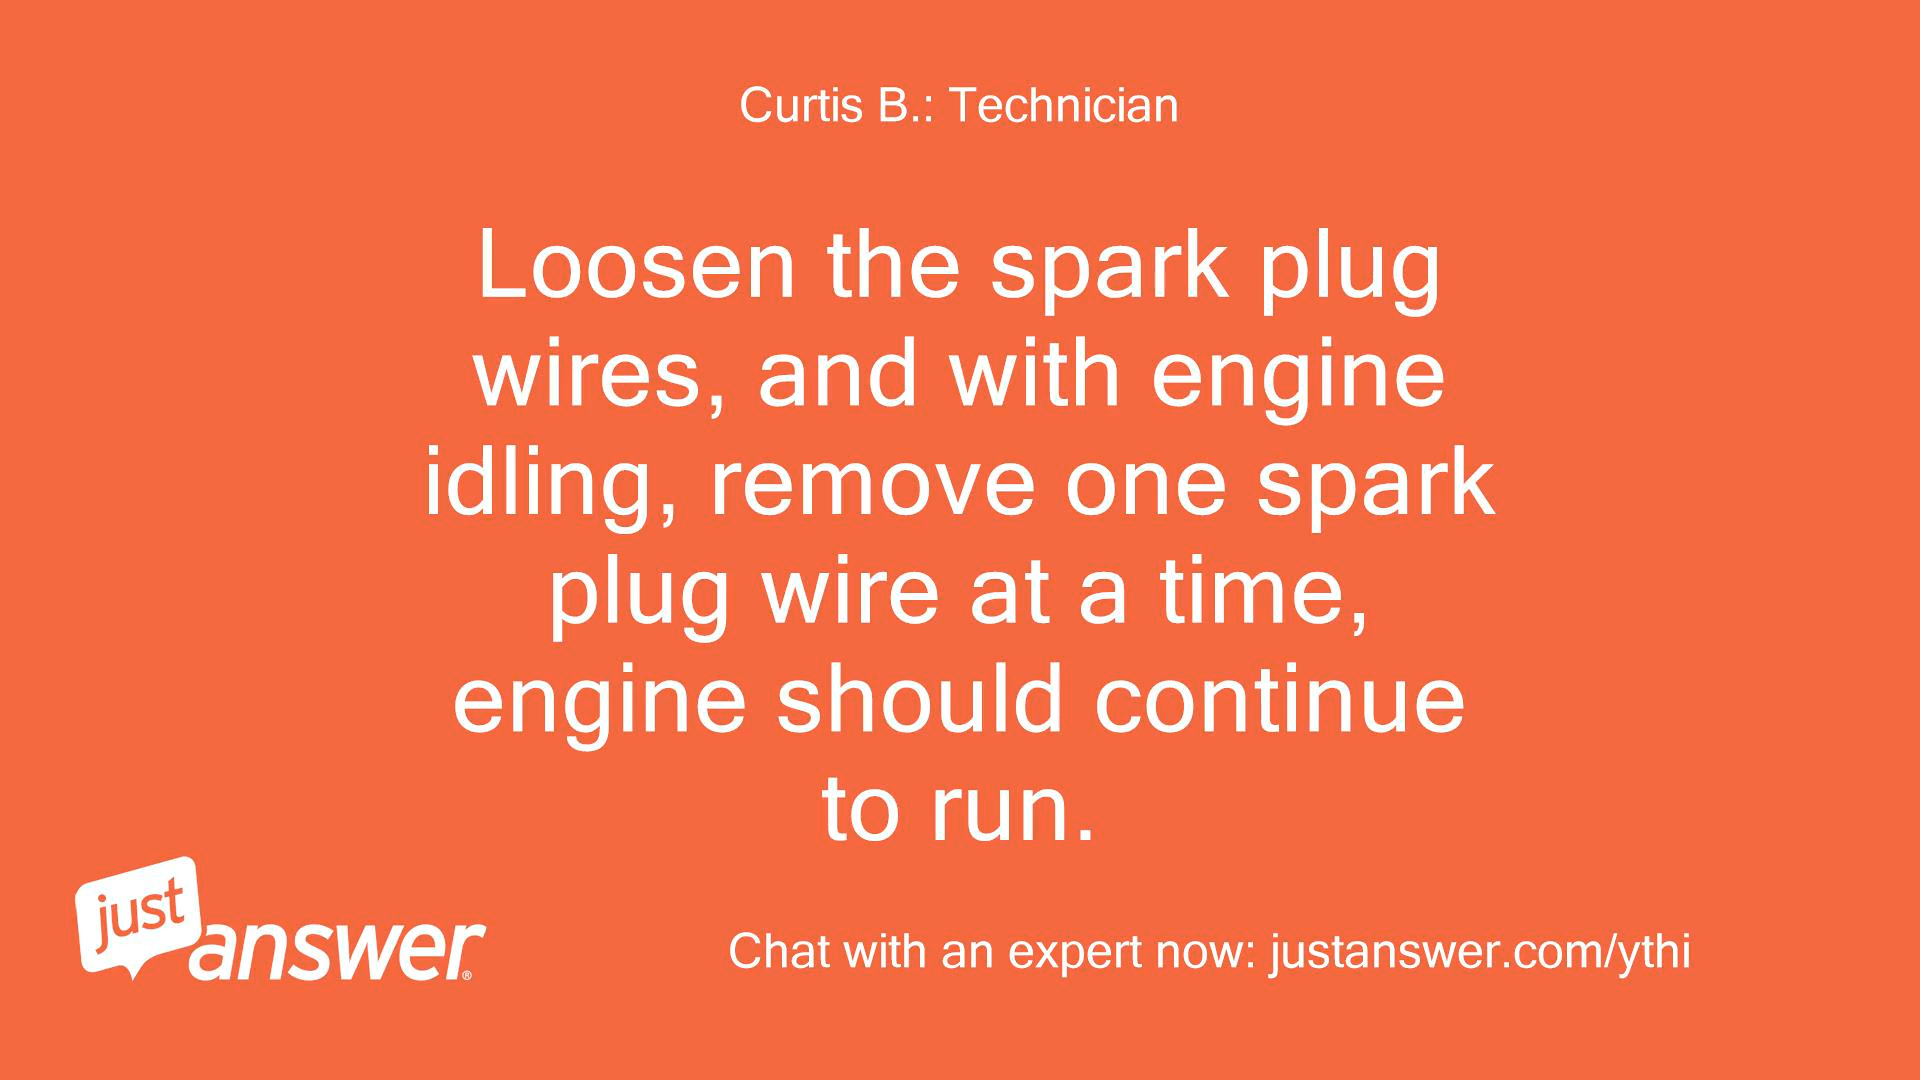 Curtis B.: Technician
Loosen the spark plug
wires, and with engine
idling, remove one spark
plug wire at a time,
engine should continue
to run.
just
answer®
Chat with an expert now: justanswer.com/ythi